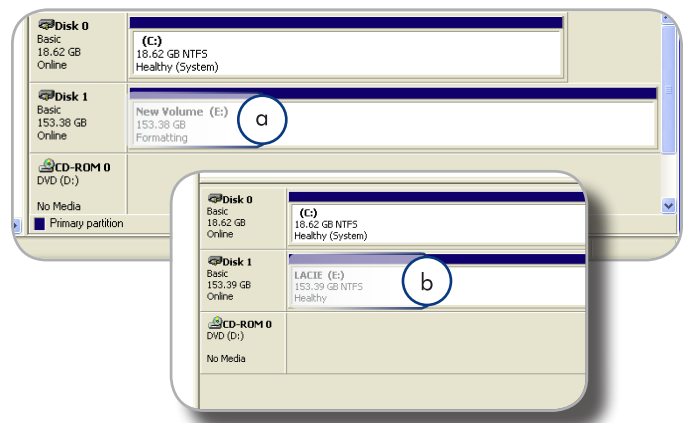 Disk 0
Basic
18.62 GB
Online
(C:)
18.62 GB NTFS
Healthy (System)
Disk 1
Basic
153.38 GB
Online
New Volume (E:)
153.38 GB
Formatting
a
CD-ROM 0
DVD (D:)
No Media
Primary partition
Disk 0
Basic
18.62 GB
Online
(C:)
18.62 GB NTFS
Healthy (System)
Disk 1
Basic
153.39 GB
Online
LACIE (E:)
153.39 GB NTFS
Healthy
b
CD-ROM 0
DVD (D:)
No Media